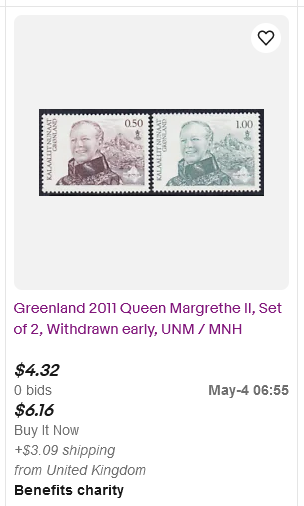 KALAALLIT NUNAAT
GRØNLAND
0.50
KALAALLIT NUNAAT
GRØNLAND
1.00
Greenland 2011 Queen Margrethe II, Set
of 2, Withdrawn early, UNM / MNH
$4.32
0 bids
May-4 06:55
$6.16
Buy It Now
+$3.09 shipping
from United Kingdom
Benefits charity